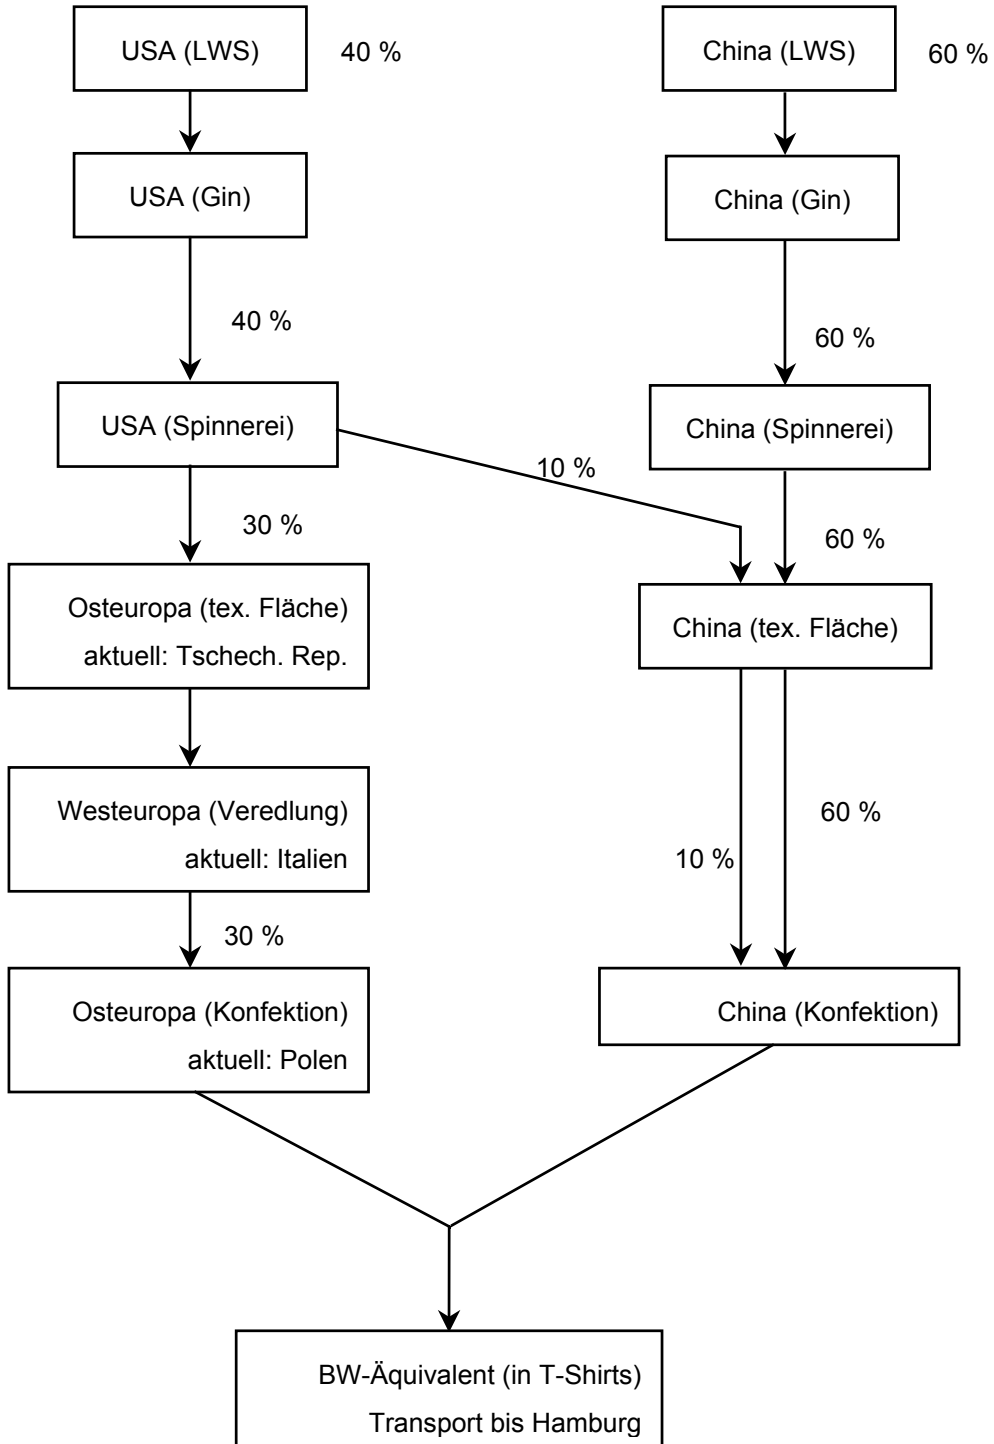 USA (LWS)
40 %
China (LWS)
60 %
USA (Gin)
China (Gin)
40 %
60 %
USA (Spinnerei)
China (Spinnerei)
10 %
30 %
60 %
Osteuropa (tex. Fläche)
aktuell: Tschech. Rep.
China (tex. Fläche)
Westeuropa (Veredlung)
aktuell: Italien
60 %
10 %
30 %
Osteuropa (Konfektion)
aktuell: Polen
China (Konfektion)
BW-Äquivalent (in T-Shirts)
Transport bis Hamburg